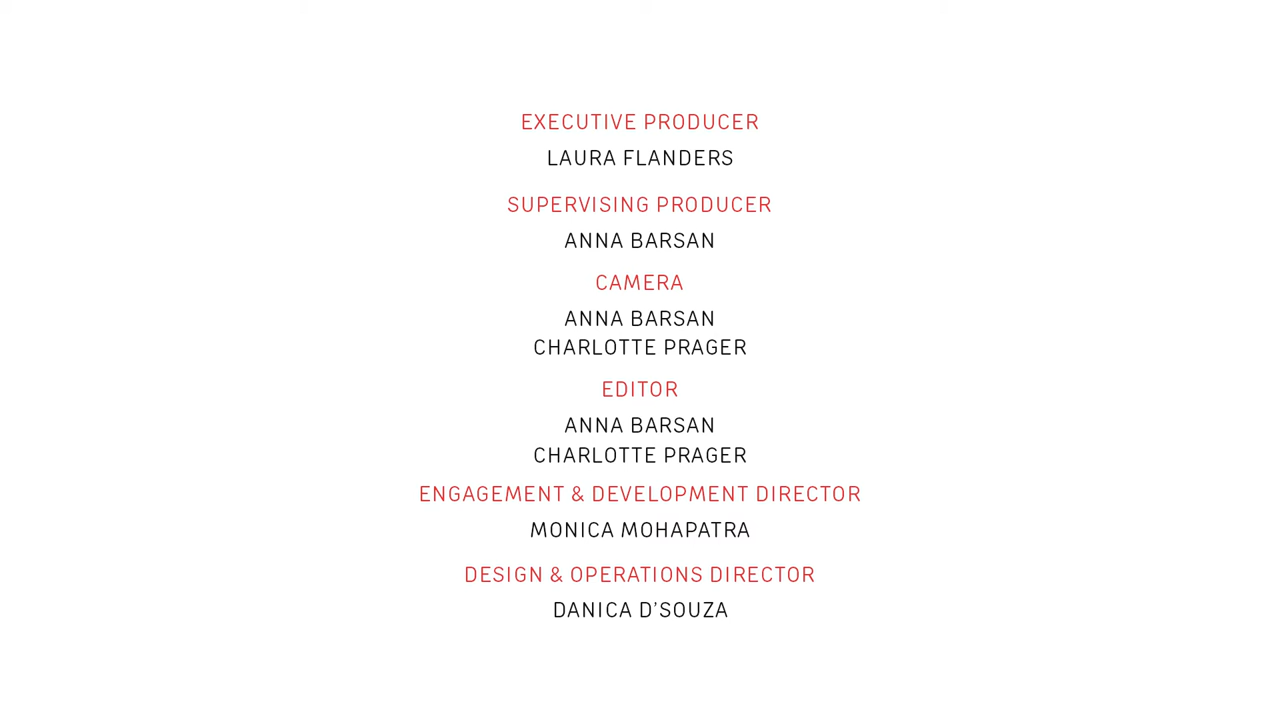 EXECUTIVE PRODUCER
LAURA FLANDERS
SUPERVISING PRODUCER
ANNA BARSAN
CAMERA
ANNA BARSAN
CHARLOTTE PRAGER
EDITOR
ANNA BARSAN
CHARLOTTE PRAGER
ENGAGEMENT & DEVELOPMENT DIRECTOR
MONICA MOHAPATRA
DESIGN & OPERATIONS DIRECTOR
DANICA D’SOUZA